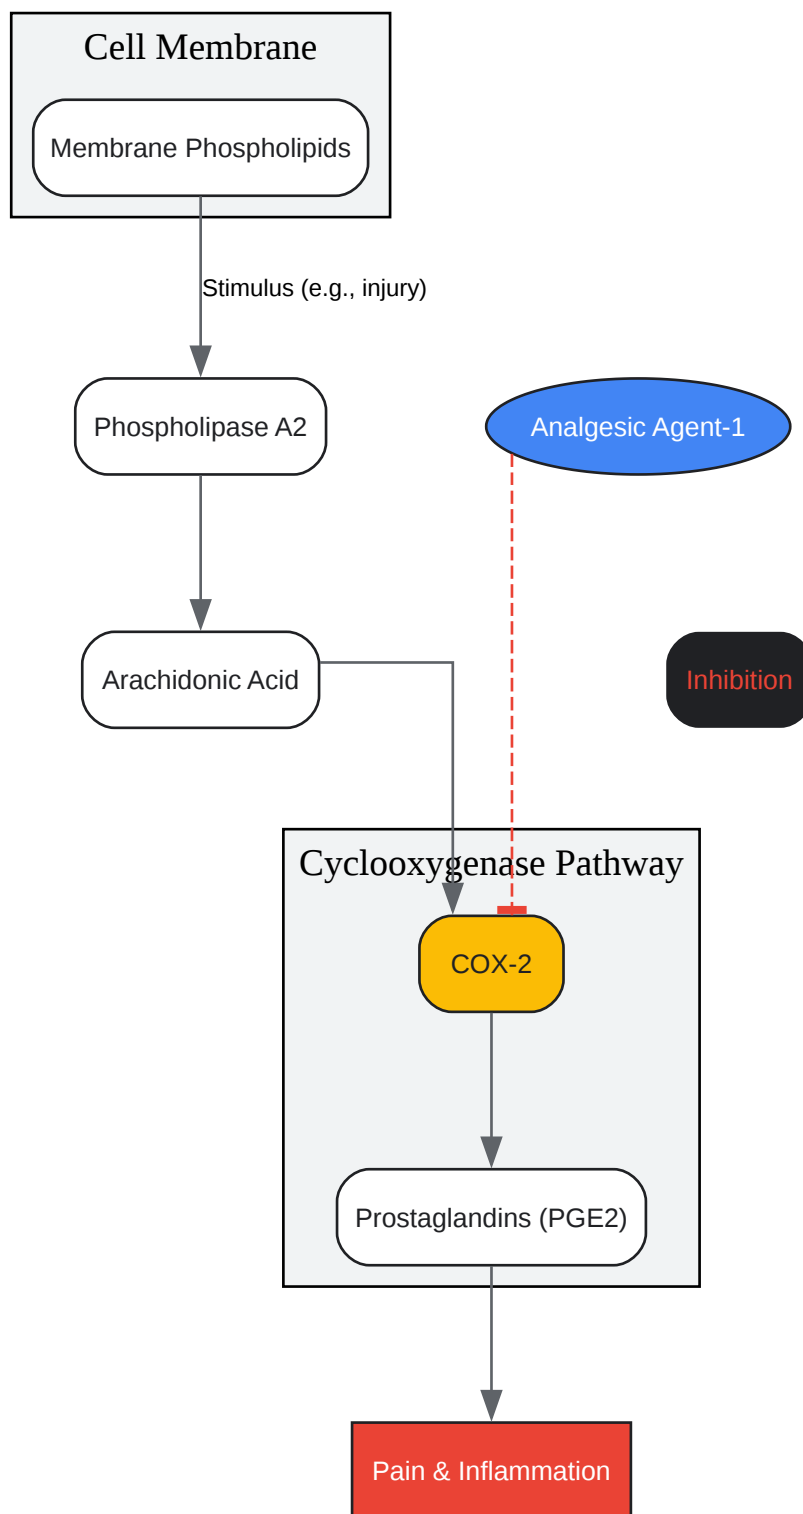 Cell Membrane
Membrane Phospholipids
Stimulus (e.g., injury)
Phospholipase A2
Analgesic Agent-1
Arachidonic Acid
Inhibition
Cyclooxygenase Pathway
COX-2
Prostaglandins (PGE2)
Pain & Inflammation